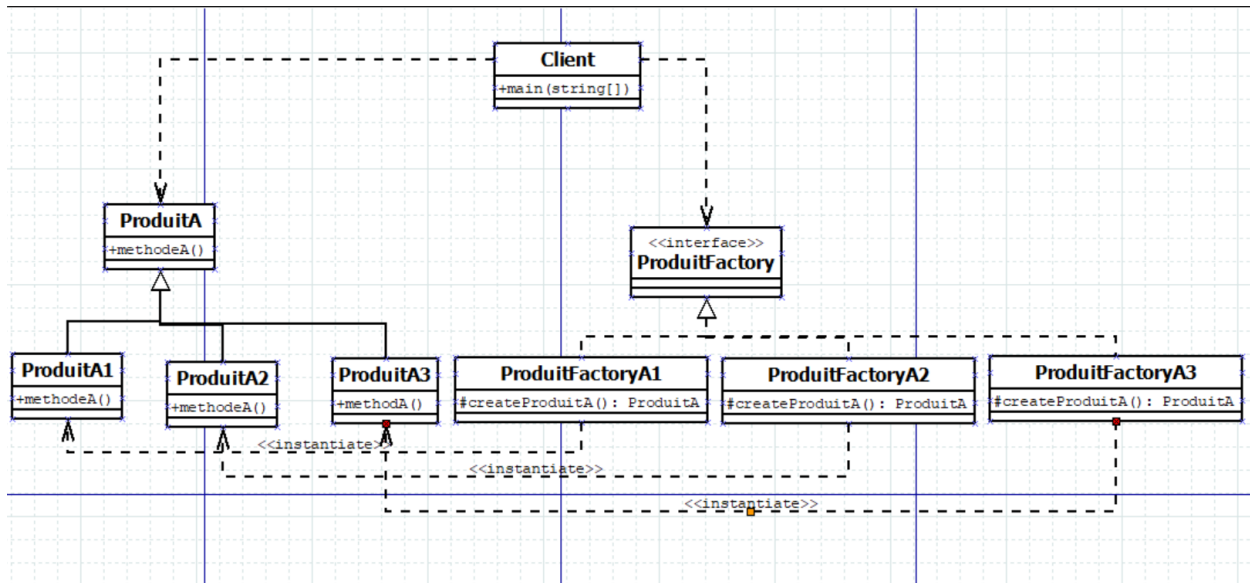 Client
+main(string[])
ProduitA
+methodeA()
<<interface>>
ProduitFactory
ProduitA1
+methodeA()
ProduitA2
+methodeA()
ProduitA3
+methodA()
ProduitFactoryA1
#createProduitA(): ProduitA
ProduitFactoryA2
#createProduitA(): ProduitA
ProduitFactoryA3
#createProduitA(): ProduitA
<<instantiate>>
<<instantiate>>
<<instantiate>>